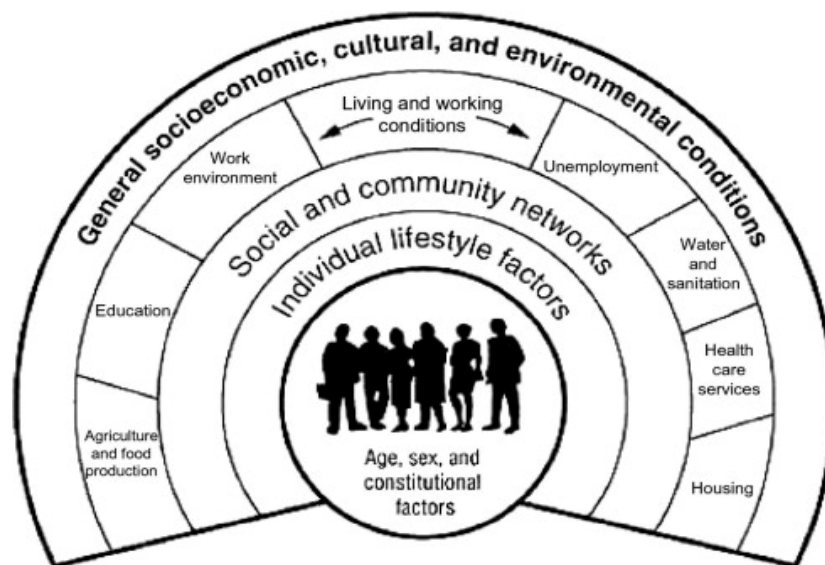 General socioeconomic, cultural, and environmental conditions
Living and working
conditions
Work
environment
Unemployment
Education
Water
and
sanitation
Agriculture
and food
production
Health
care
services
Housing
Social and community networks
Individual lifestyle factors
Age, sex, and
constitutional
factors